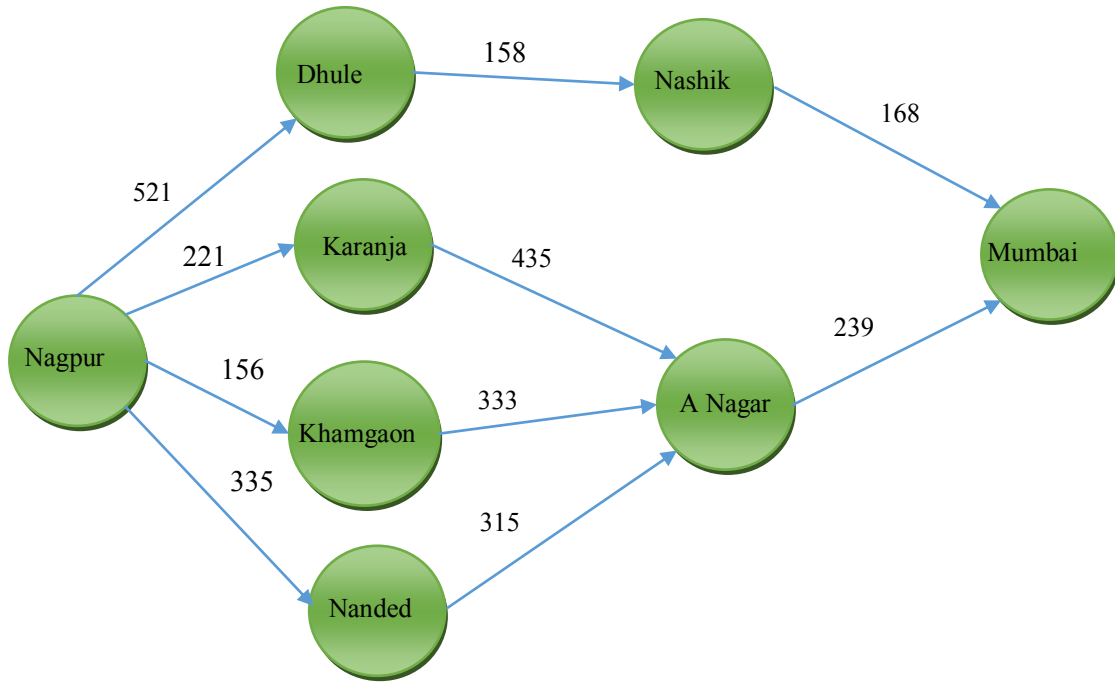 Dhule
158
Nashik
168
521
Karanja
221
435
Mumbai
239
Nagpur
156
333
A Nagar
Khamgaon
335
315
Nanded